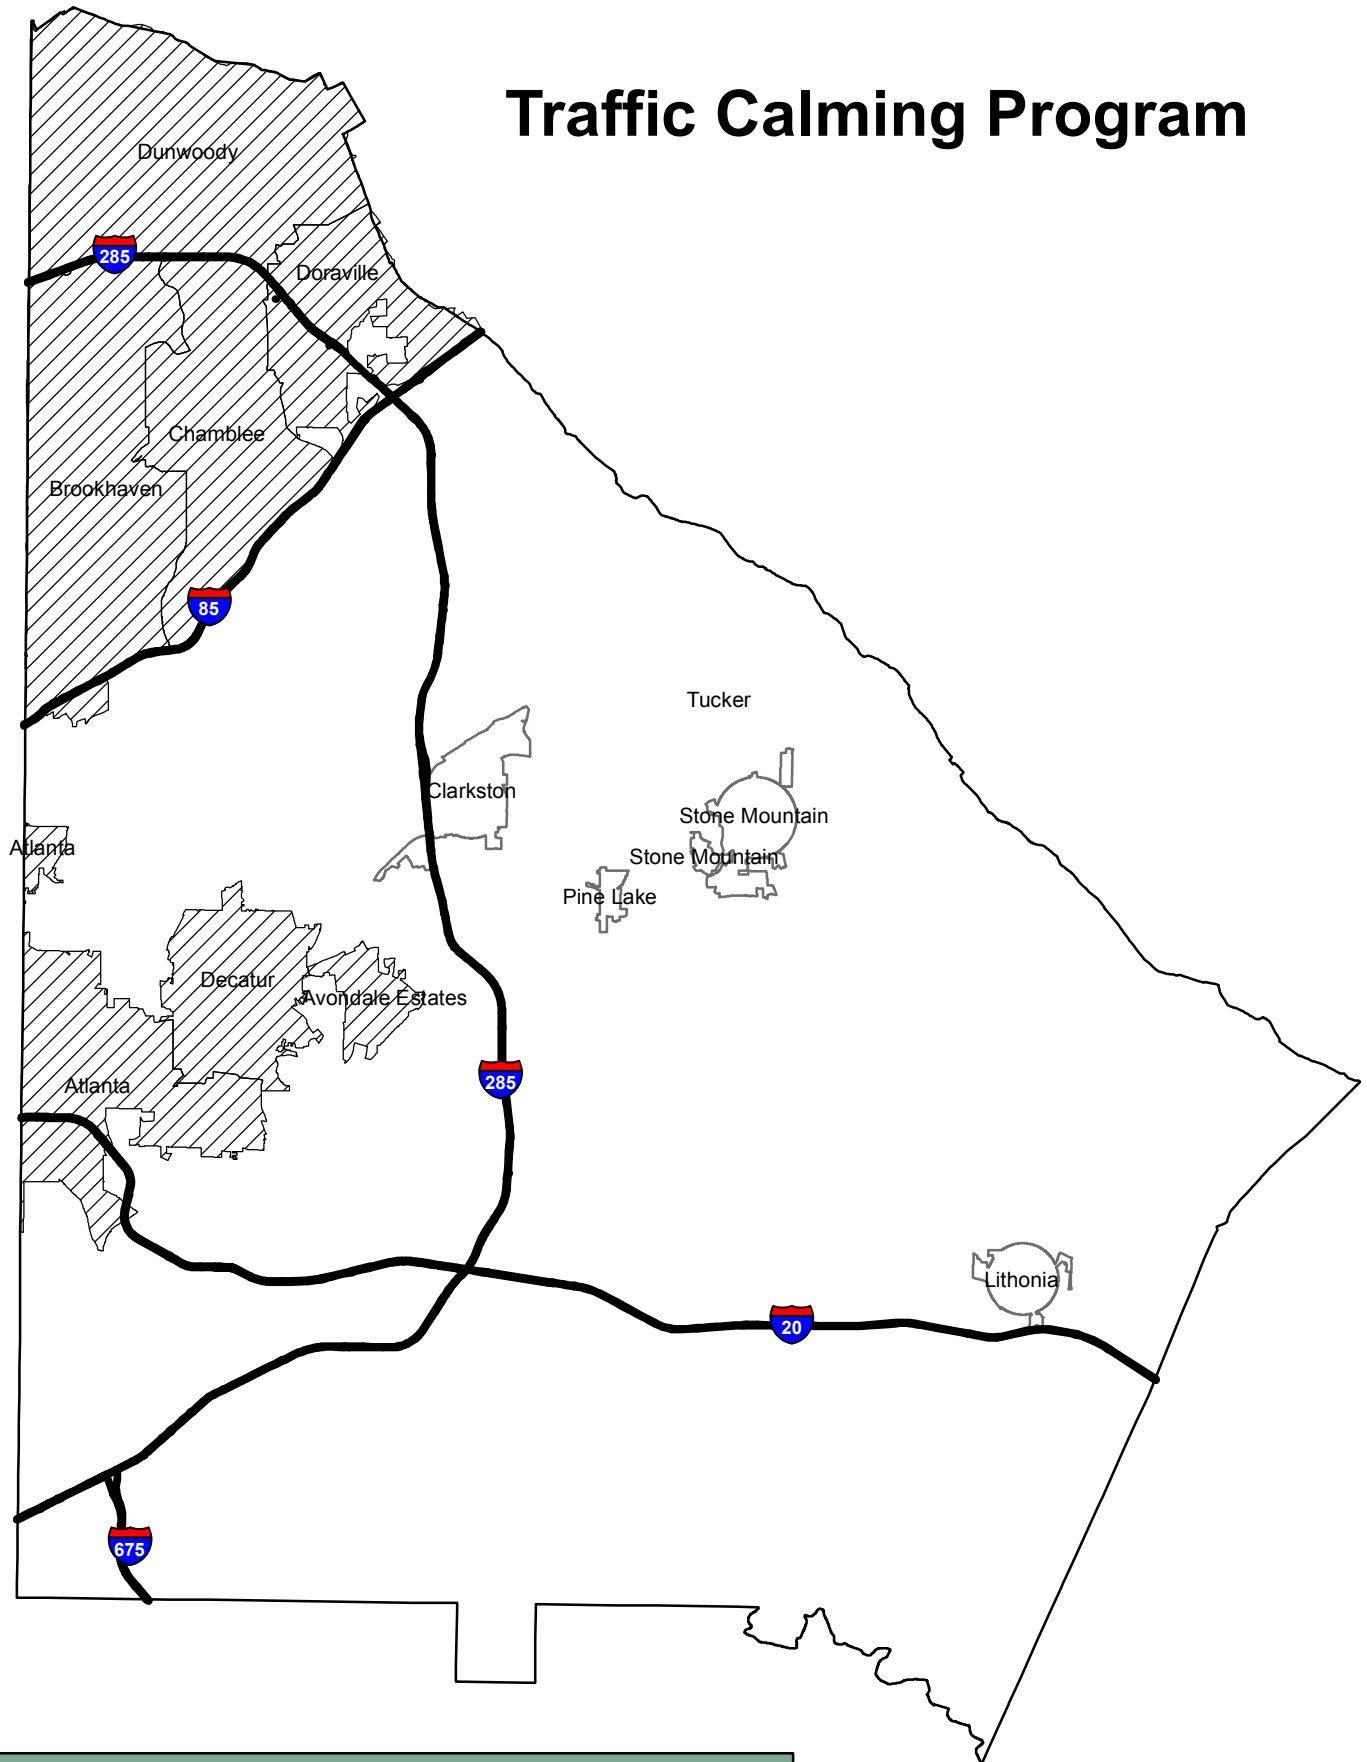 Traffic Calming Program
Dunwoody
285
Doraville
Chamblee
Brookhaven
85
Tucker
Clarkston
Stone Mountain
Atlanta
Stone Mountain
Pine Lake
Decatur
Avondale Estates
285
Atlanta
Lithonia
20
675